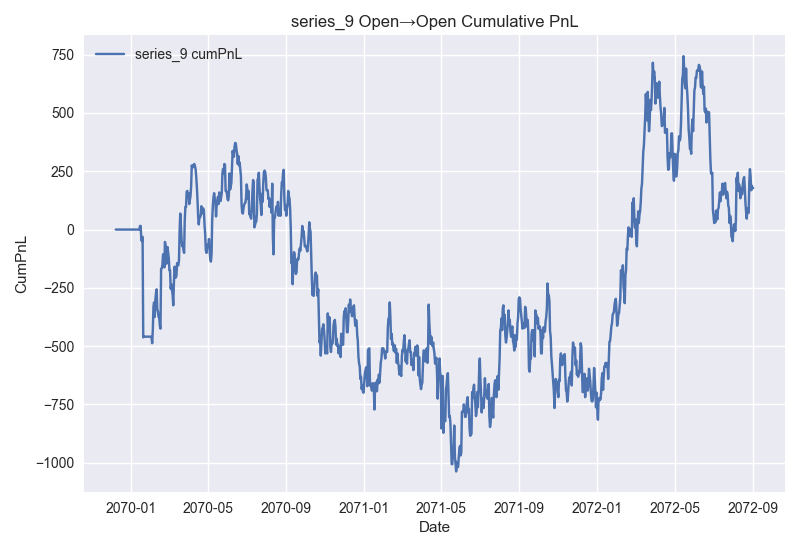 series_9 Open→Open Cumulative PnL
series_9 cumPnL
750
500
250
0
−250
−500
−750
−1000
CumPnL
2070-01 2070-05 2070-09 2071-01 2071-05 2071-09 2072-01 2072-05 2072-09
Date